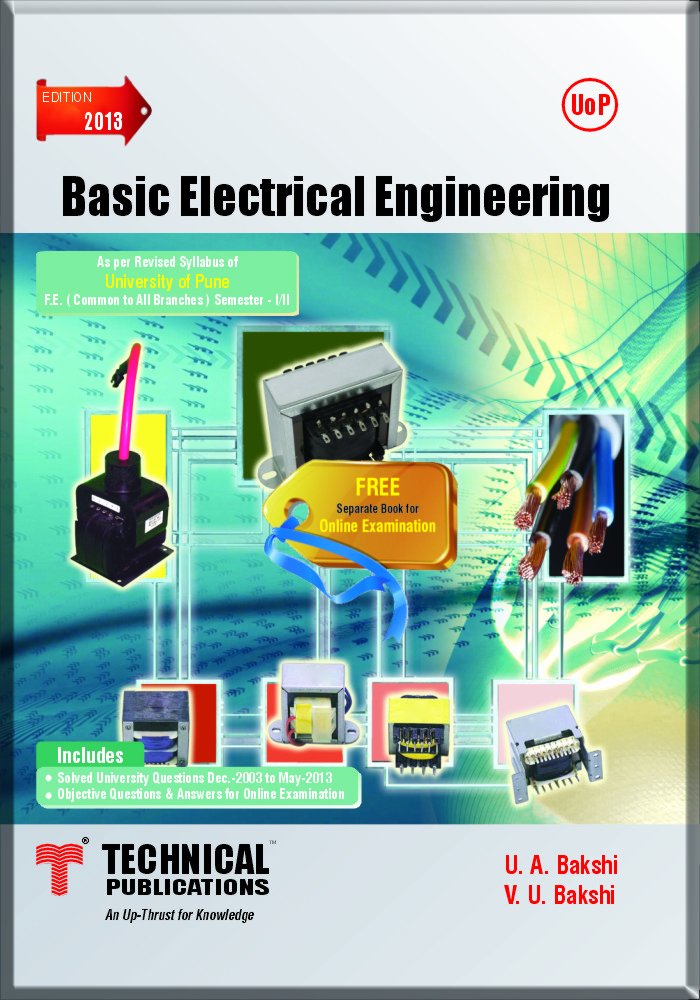 EDITION
2013
UoP
Basic Electrical Engineering
As per Revised Syllabus of
University of Pune
F.E. ( Common to All Branches ) Semester - I/II
FREE
Separate Book for
Online Examination
Includes
• Solved University Questions Dec.-2003 to May-2013
• Objective Questions & Answers for Online Examination
®
TECHNICAL™
PUBLICATIONS
An Up-Thrust for Knowledge
U. A. Bakshi
V. U. Bakshi